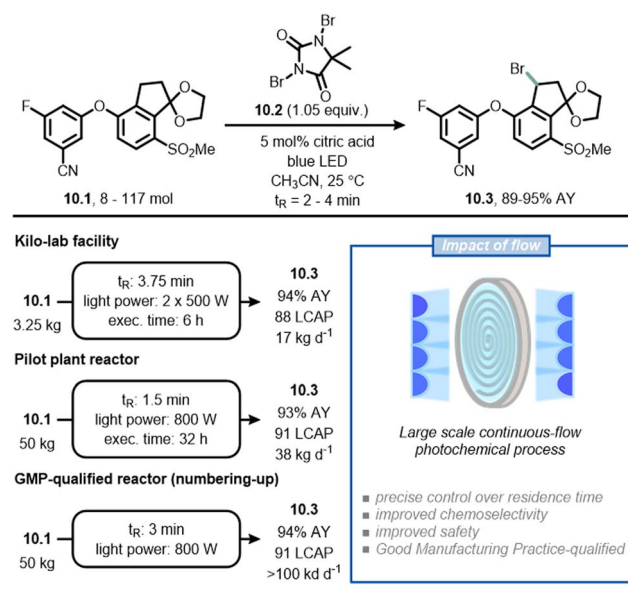 Br
O
N
Br
N
O
10.2 (1.05 equiv.)
5 mol% citric acid
blue LED
CH3CN, 25 °C
tR = 2 - 4 min
F
O
O
O
SO2Me
CN
10.1, 8 - 117 mol
Br
F
O
O
O
SO2Me
CN
10.3, 89-95% AY
Kilo-lab facility
10.1
3.25 kg
tR: 3.75 min
light power: 2 x 500 W
exec. time: 6 h
10.3
94% AY
88 LCAP
17 kg d-1
Pilot plant reactor
10.1
50 kg
tR: 1.5 min
light power: 800 W
exec. time: 32 h
10.3
93% AY
91 LCAP
38 kg d-1
GMP-qualified reactor (numbering-up)
10.1
50 kg
tR: 3 min
light power: 800 W
10.3
94% AY
91 LCAP
>100 kd d-1
Impact of flow
Large scale continuous-flow
photochemical process
precise control over residence time
improved chemoselectivity
improved safety
Good Manufacturing Practice-qualified